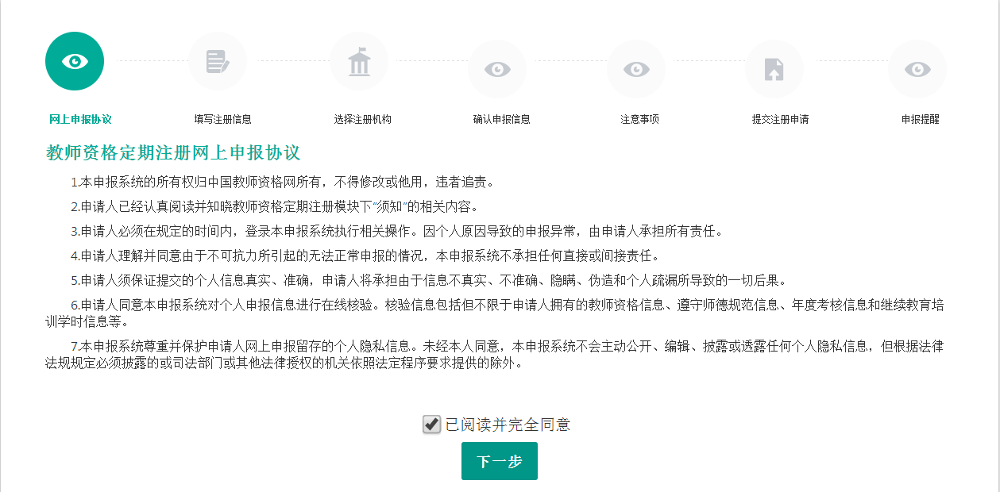 网上申报协议 填写注册信息 选择注册机构 确认申报信息 注意事项 提交注册申请 申报提醒
教师资格定期注册网上申报协议
1.本申报系统的所有权归中国教师资格网所有，不得修改或他用，违者追责。
2.申请人已经认真阅读并知晓教师资格定期注册模块下“须知”的相关内容。
3.申请人必须在规定的时间内，登录本申报系统执行相关操作。因个人原因导致的申报异常，由申请人承担所有责任。
4.申请人理解并同意由于不可抗力所引起的无法正常申报的情况，本申报系统不承担任何直接或间接责任。
5.申请人须保证提交的个人信息真实、准确，申请人将承担由于信息不真实、不准确、隐瞒、伪造和个人疏漏所导致的一切后果。
6.申请人同意本申报系统对个人申报信息进行在线核验。核验信息包括但不限于申请人拥有的教师资格信息、遵守师德规范信息、年度考核信息和继续教育培
训学时信息等。
7.本申报系统尊重并保护申请人网上申报留存的个人隐私信息。未经本人同意，本申报系统不会主动公开、编辑、披露或透露任何个人隐私信息，但根据法律
法规规定必须披露的或司法部门或其他法律授权的机关依照法定程序要求提供的除外。
已阅读并完全同意
下一步